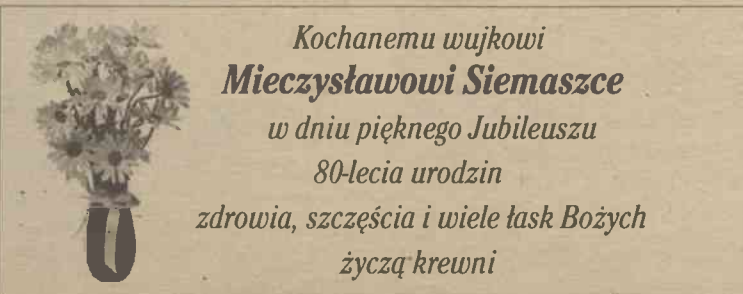 Kochanemu wujkowi
Mieczysławowi Siemaszce
w dniu pięknego Jubileuszu
80-lecia urodzin
zdrowia, szczęścia i wiele łask Bożych
życzą krewni